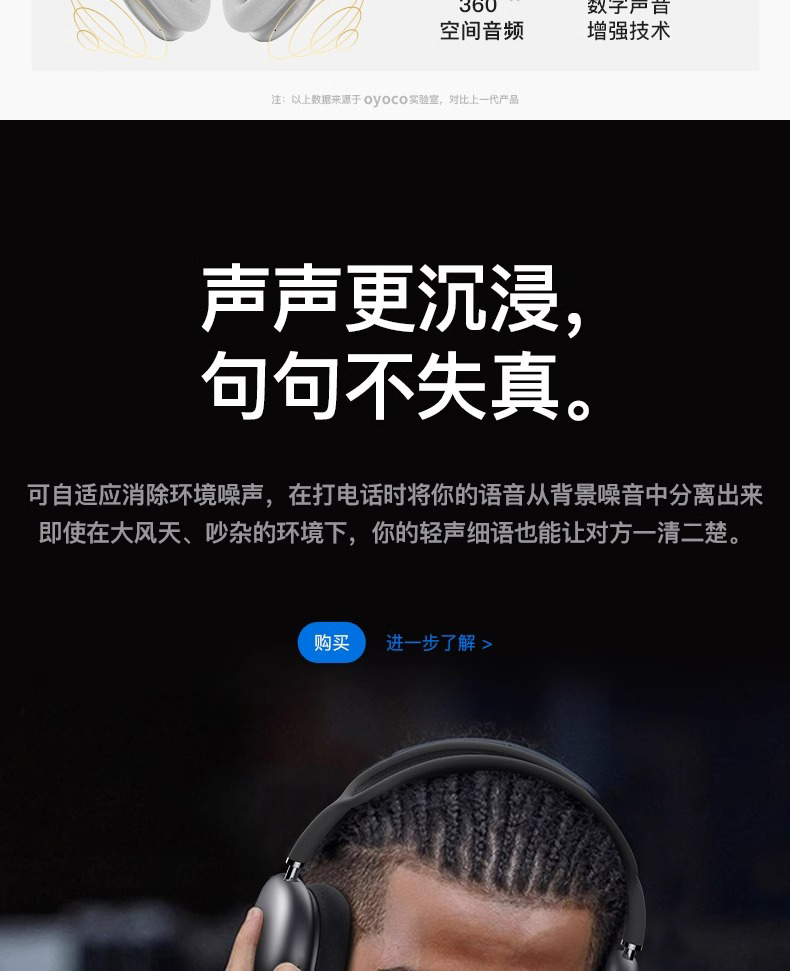 360°
数字声音
空间音频
增强技术
注：以上数据来源于 oyoco实验室，对比上一代产品
声声更沉浸，
句句不失真。
可自适应消除环境噪声，在打电话时将你的语音从背景噪音中分离出来
即使在大风天、吵杂的环境下，你的轻声细语也能让对方一清二楚。
购买
进一步了解 >